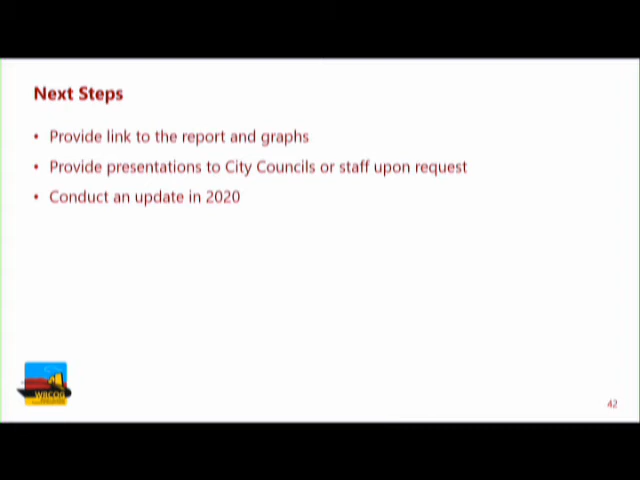 Next Steps
• Provide link to the report and graphs
• Provide presentations to City Councils or staff upon request
• Conduct an update in 2020
WRCOG
42